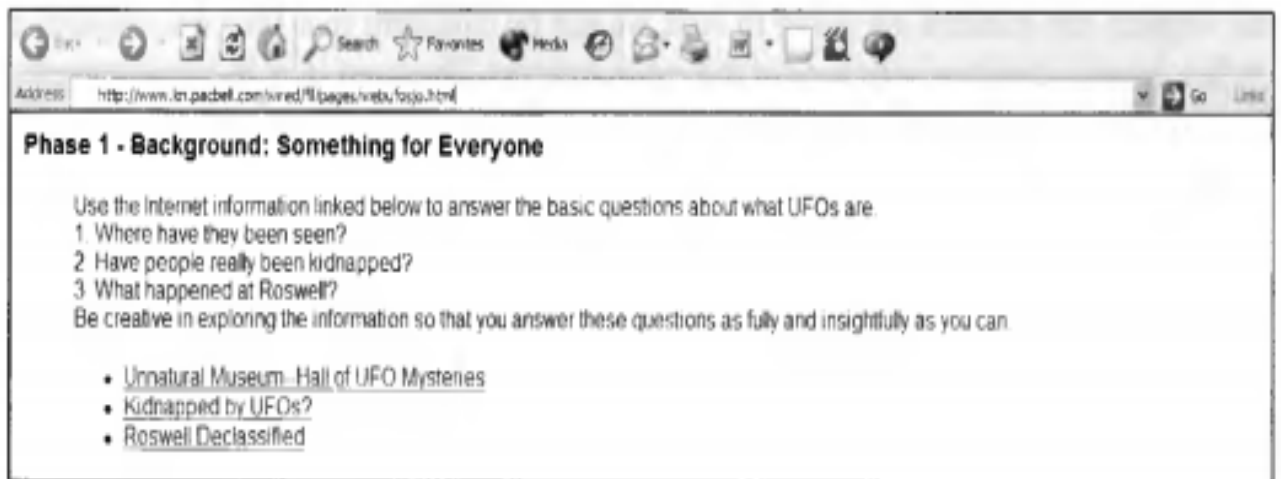 Search Favorites Media
Address Go Links
Phase 1 - Background: Something for Everyone
Use the Internet information linked below to answer the basic questions about what UFOs are.
1. Where have they been seen?
2 Have people really been kidnapped?
3 What happened at Roswell?
Be creative in exploring the information so that you answer these questions as fully and insightfully as you can.
• Unnatural Museum--Hall of UFO Mysteries
• Kidnapped by UFOs?
• Roswell Declassified